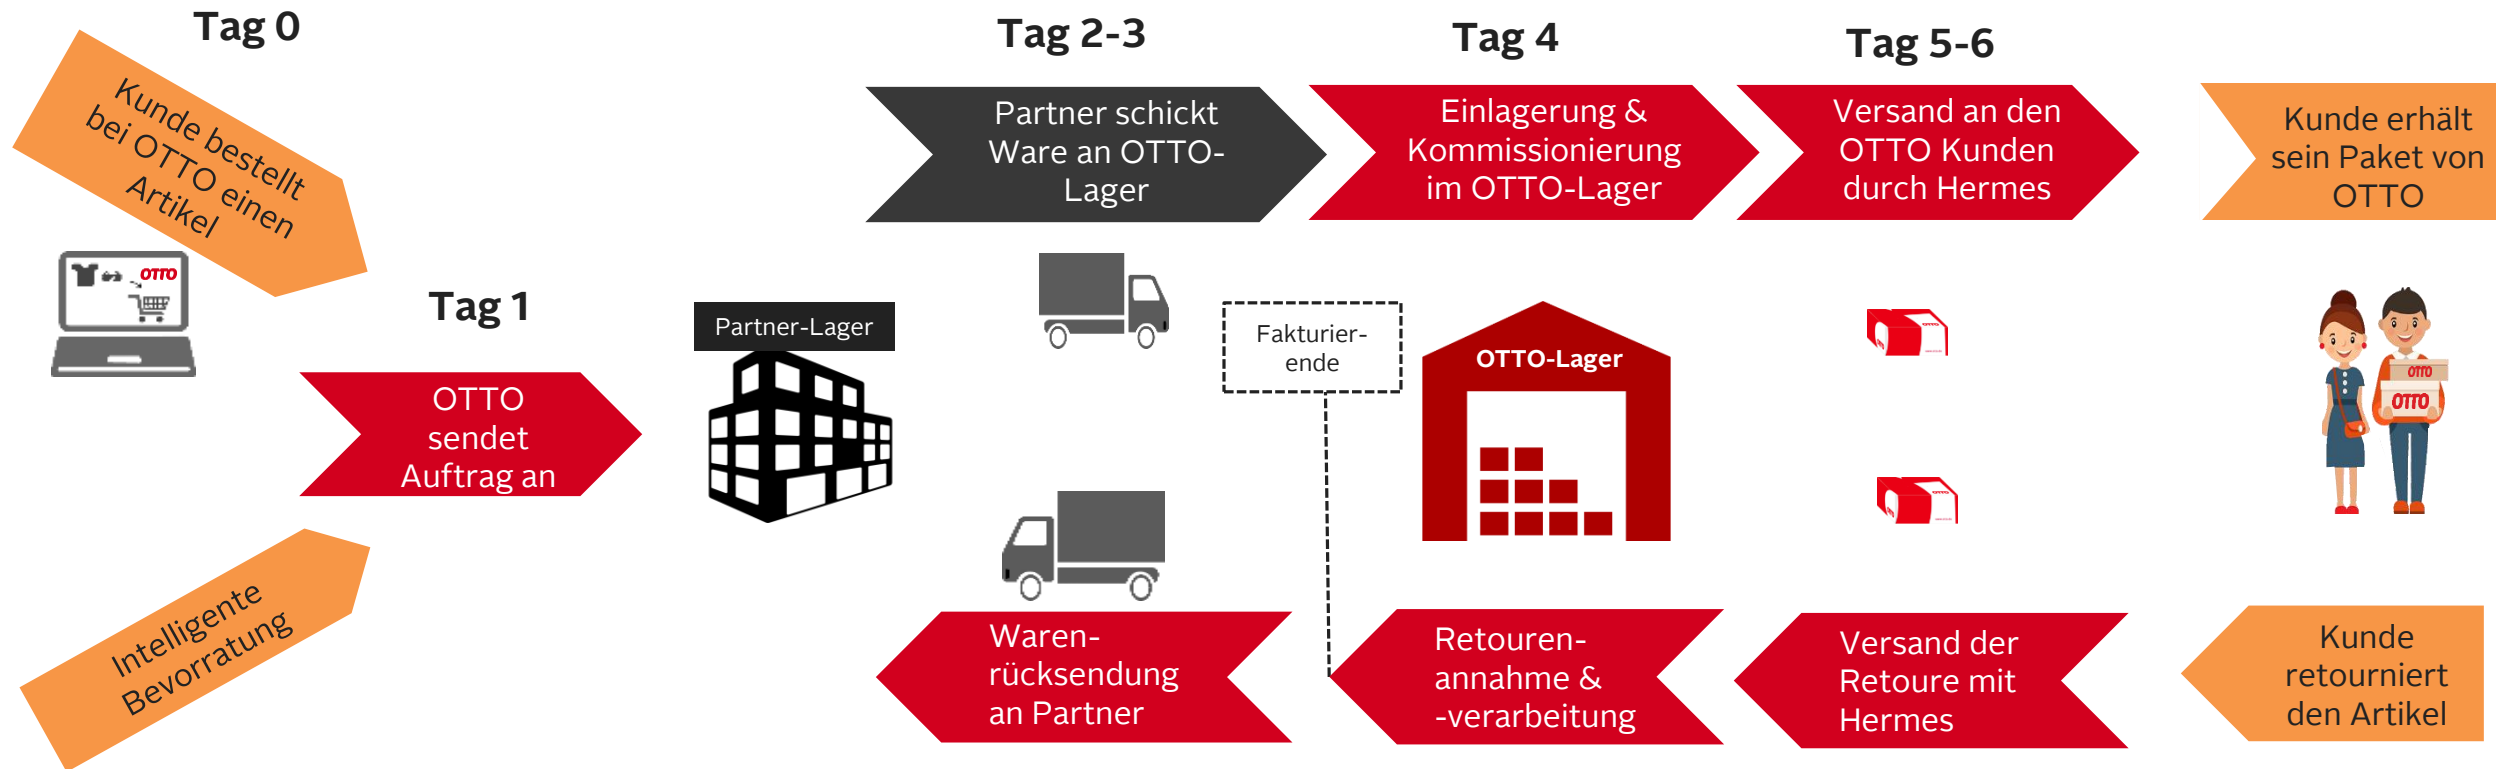 Tag 0
Kunde bestellt
bei OTTO einen
Artikel
OTTO
Tag 1
OTTO
sendet
Auftrag an
Intelligente
Bevorratung
Partner-Lager
Tag 2-3
Partner schickt
Ware an OTTO-
Lager
Tag 4
Einlagerung &
Kommissionierung
im OTTO-Lager
Tag 5-6
Versand an den
OTTO Kunden
durch Hermes
Kunde erhält
sein Paket von
OTTO
Fakturier-
ende
OTTO-Lager
OTTO
OTTO
Waren-
rücksendung
an Partner
Retouren-
annahme &
-verarbeitung
Versand der
Retoure mit
Hermes
Kunde
retourniert
den Artikel